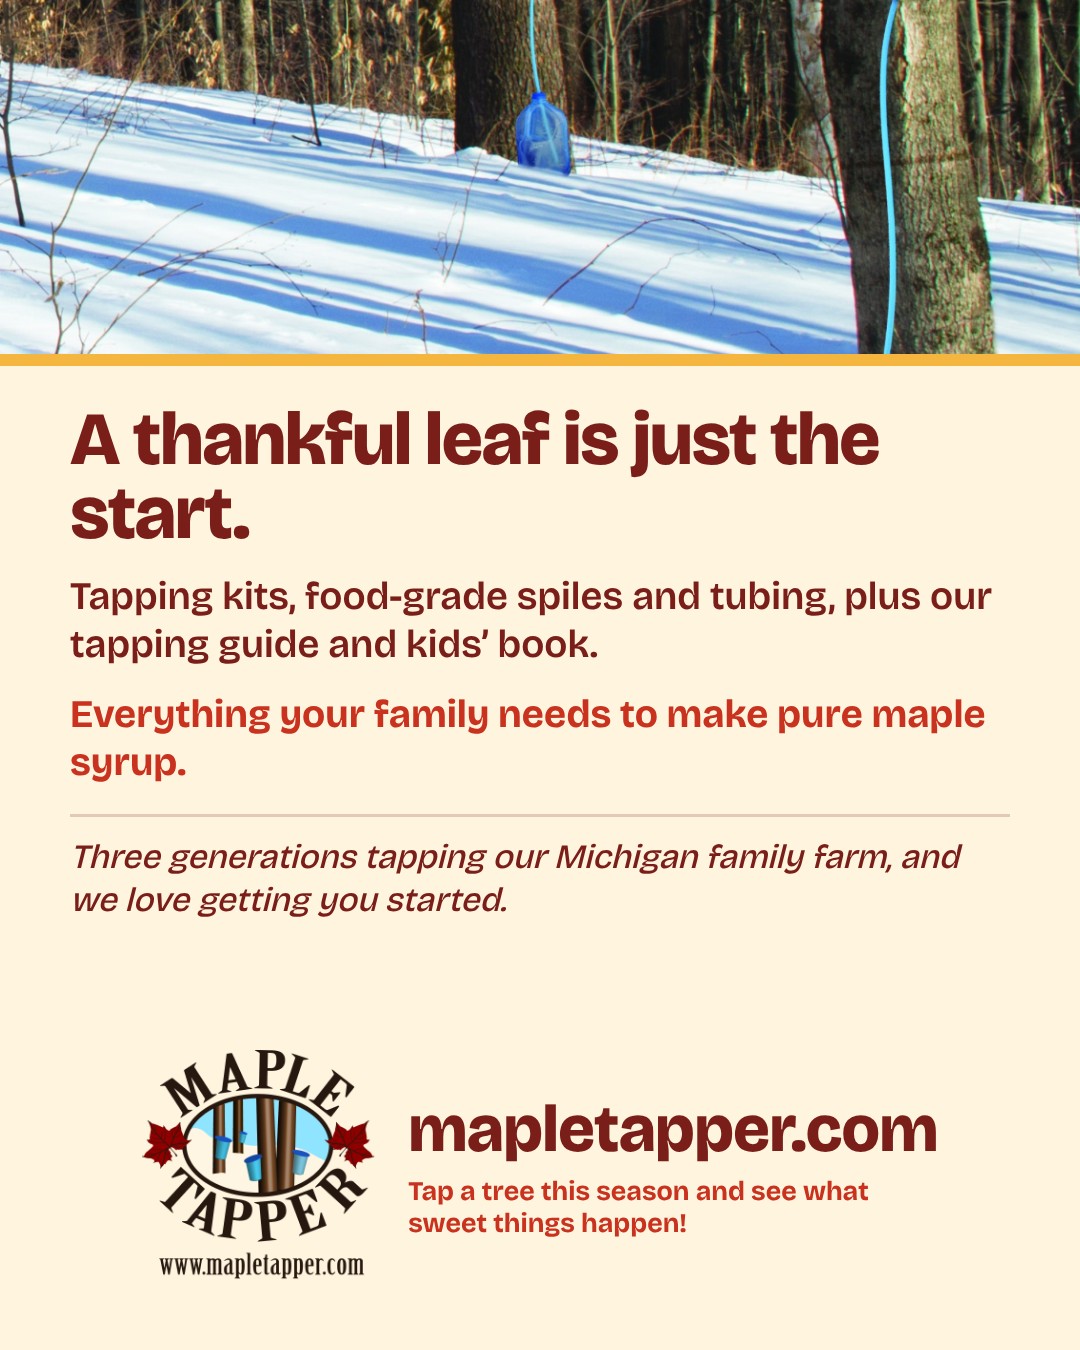 A thankful leaf is just the
start.
Tapping kits, food-grade spiles and tubing, plus our
tapping guide and kids’ book.
Everything your family needs to make pure maple
syrup.
Three generations tapping our Michigan family farm, and
we love getting you started.
MAPLE
TAPPER
www.mapletapper.com
mapletapper.com
Tap a tree this season and see what
sweet things happen!